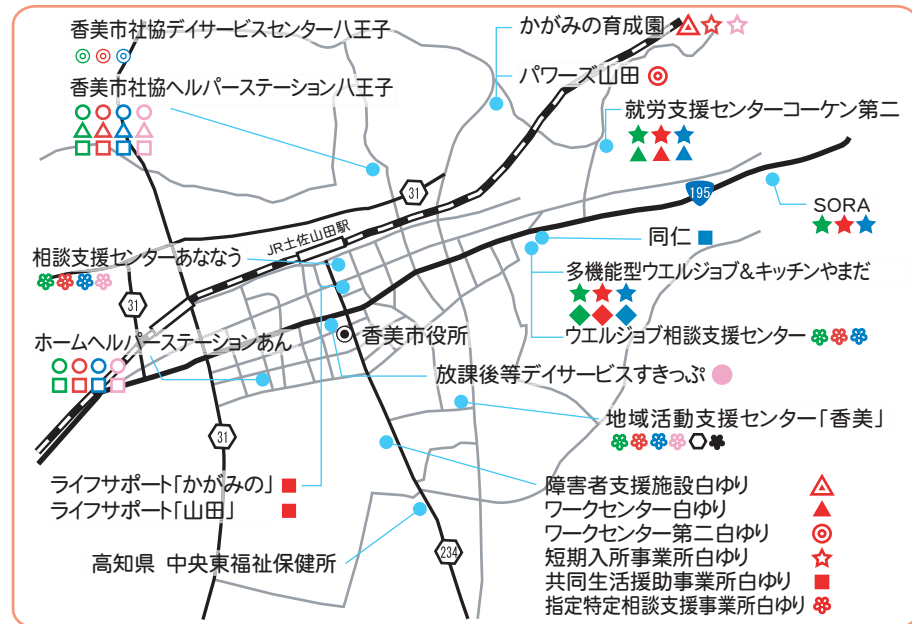 香美市社協デイサービスセンター八王子
香美市社協ヘルパーステーション八王子
かがみの育成園
パワーズ山田
就労支援センターコーケン第二
31
195
SORA
JR土佐山田駅
同仁
相談支援センターあななう
多機能型ウエルジョブ&キッチンやまだ
31
ホームヘルパーステーションあん
香美市役所
ウエルジョブ相談支援センター
放課後等デイサービスすきっぷ
地域活動支援センター「香美」
31
ライフサポート「かがみの」
ライフサポート「山田」
障害者支援施設白ゆり
ワークセンター白ゆり
ワークセンター第二白ゆり
短期入所事業所白ゆり
共同生活援助事業所白ゆり
指定特定相談支援事業所白ゆり
高知県 中央東福祉保健所
234